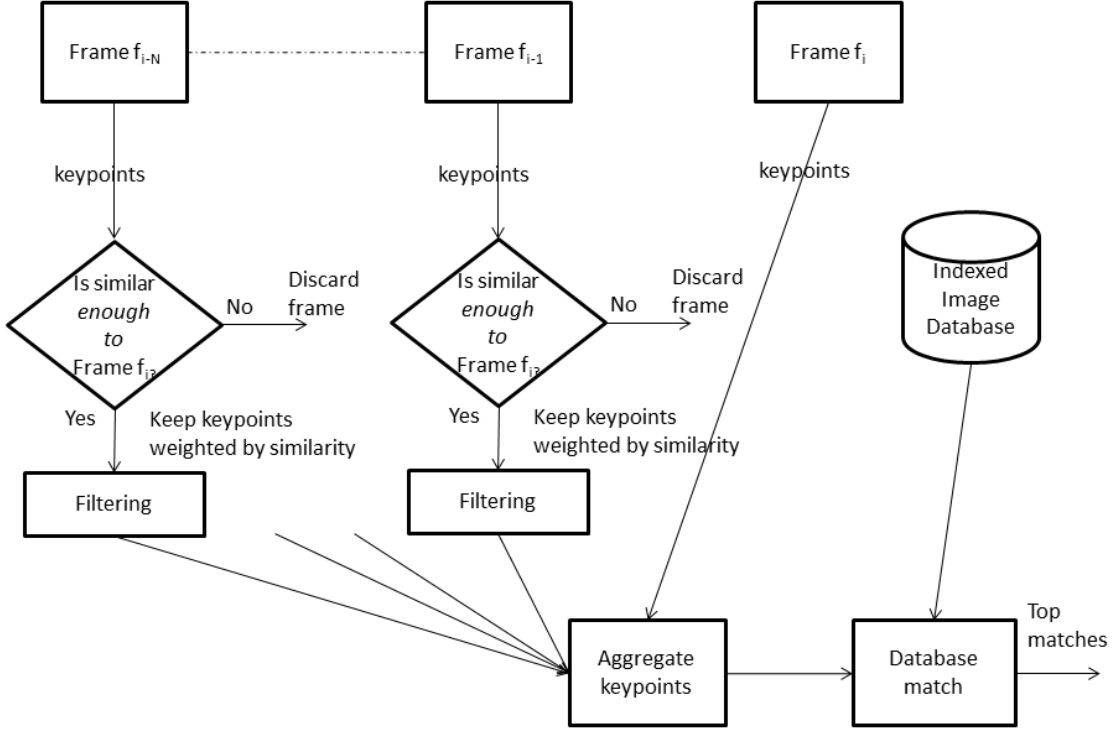 Frame f i-N
Frame f i-1
Frame f i
keypoints
keypoints
keypoints
Is similar
enough
to
Frame f i?
No
Discard
frame
Is similar
enough
to
Frame f i?
No
Discard
frame
Indexed
Image
Database
Yes
Keep keypoints
weighted by similarity
Yes
Keep keypoints
weighted by similarity
Filtering
Filtering
Aggregate
keypoints
Database
match
Top
matches